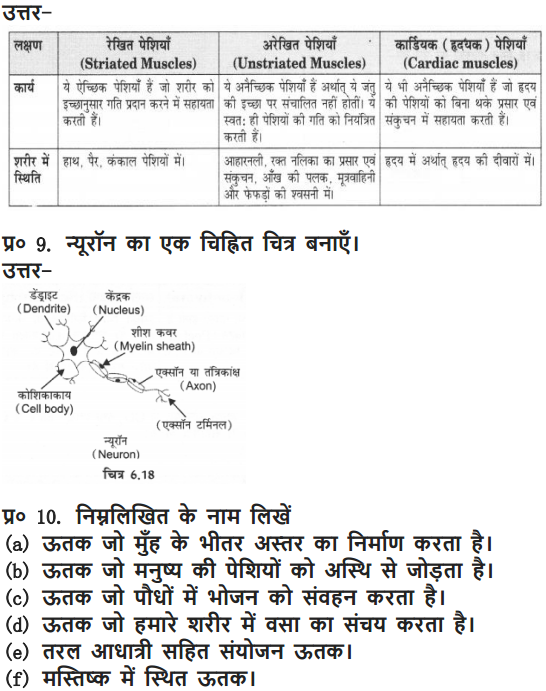 उत्तर–
लक्षण
रेखित पेशियाँ
(Striated Muscles)
अरेखित पेशियाँ
(Unstriated Muscles)
कार्डियक (हृदयक) पेशियाँ
(Cardiac muscles)
कार्य
ये ऐच्छिक पेशियाँ हैं जो शरीर को
इच्छानुसार गति प्रदान करने में सहायता
करती हैं।
ये अनैच्छिक पेशियाँ हैं अर्थात् ये जंतु
की इच्छा पर संचालित नहीं होतीं। ये
स्वत: ही पेशियों की गति को नियंत्रित
करती हैं।
ये भी अनैच्छिक पेशियाँ हैं जो हृदय
की पेशियों को बिना थके प्रसार एवं
संकुचन में सहायता करती हैं।
शरीर में
स्थिति
हाथ, पैर, कंकाल पेशियों में।
आहारनली, रक्त नलिका का प्रसार एवं
संकुचन, आँख की पलक, मूत्रवाहिनी
और फेफड़ों की श्वसनी में।
हृदय में अर्थात् हृदय की दीवारों में।
प्र० 9. न्यूरॉन का एक चिह्नित चित्र बनाएँ।
उत्तर–
डेंड्राइट
(Dendrite)
केंद्रक
(Nucleus)
शीश कवर
(Myelin sheath)
एक्सॉन या तंत्रिकांक्ष
(Axon)
कोशिकाकाय
(Cell body)
(एक्सॉन टर्मिनल)
न्यूरॉन
(Neuron)
चित्र 6.18
प्र० 10. निम्नलिखित के नाम लिखें
(a) ऊतक जो मुँह के भीतर अस्तर का निर्माण करता है।
(b) ऊतक जो मनुष्य की पेशियों को अस्थि से जोड़ता है।
(c) ऊतक जो पौधों में भोजन को संवहन करता है।
(d) ऊतक जो हमारे शरीर में वसा का संचय करता है।
(e) तरल आधात्री सहित संयोजन ऊतक।
(f) मस्तिष्क में स्थित ऊतक।